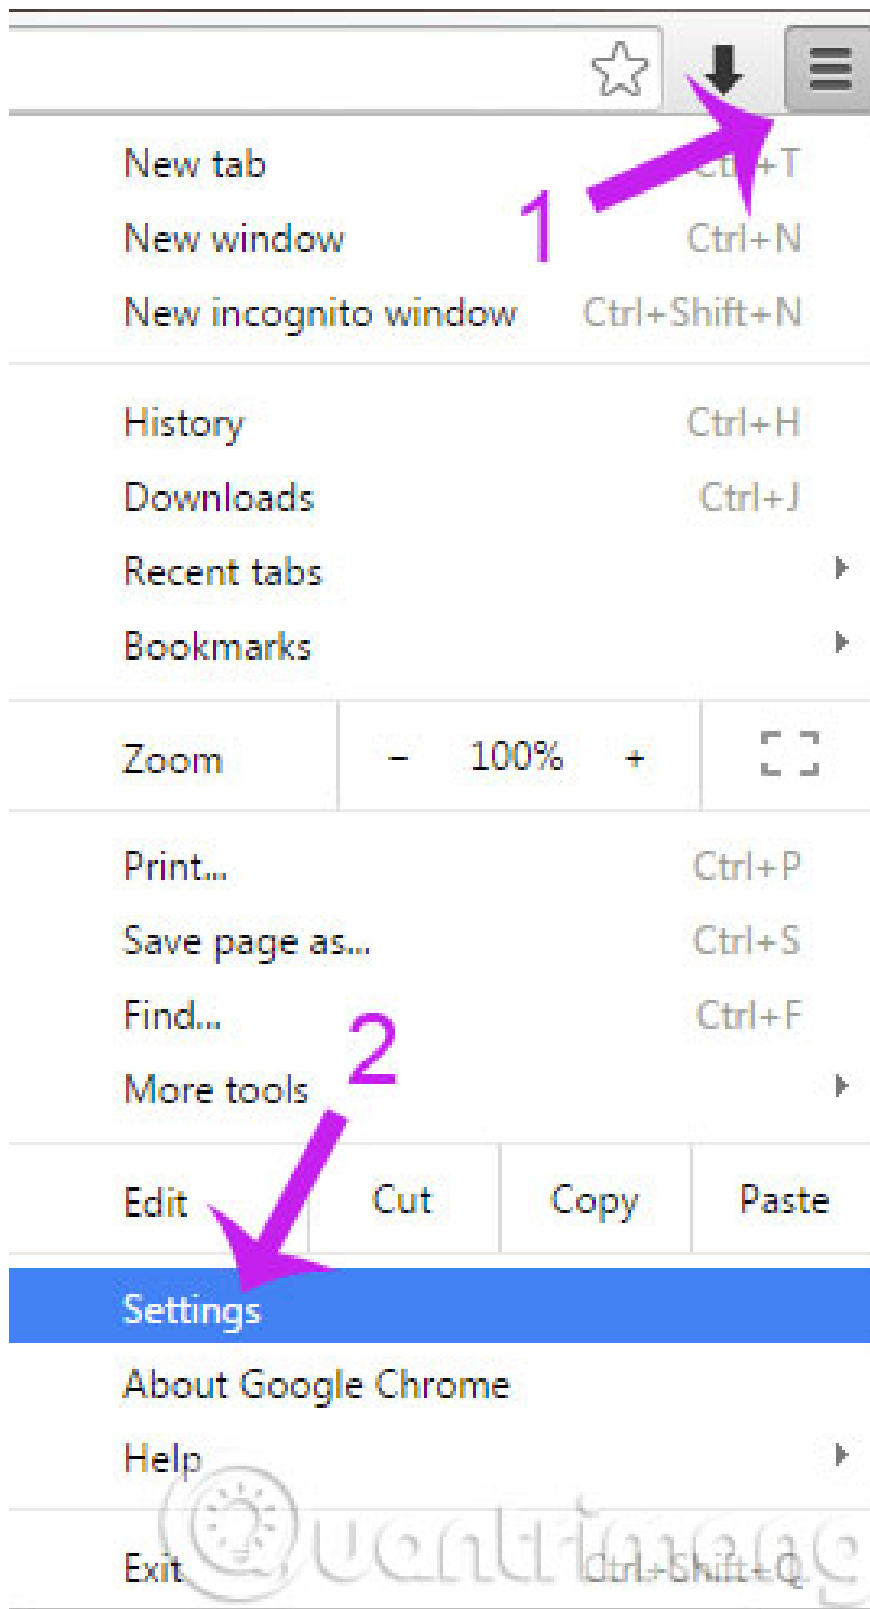 New tab Ctrl+T
1
New window Ctrl+N
New incognito window Ctrl+Shift+N
History Ctrl+H
Downloads Ctrl+J
Recent tabs
Bookmarks
Zoom − 100% +
Print... Ctrl+P
Save page as... Ctrl+S
Find... Ctrl+F
2
More tools
Edit Cut Copy Paste
Settings
About Google Chrome
Help
Quantrimang
Exit Ctrl+Shift+Q